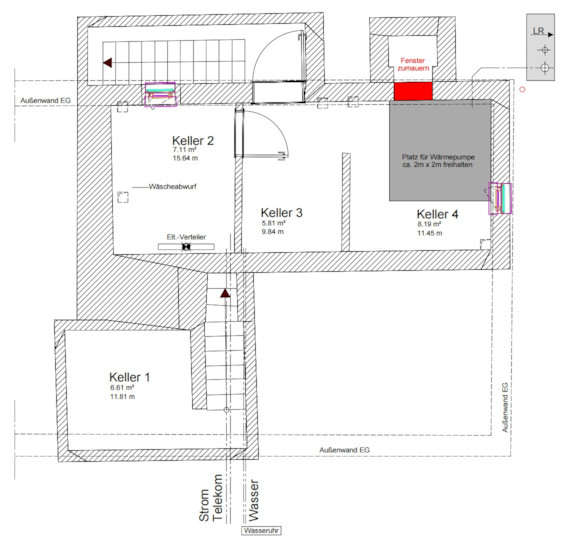 LR
Fenster
zumauern
Außenwand EG
Keller 2
7.11 m²
15.64 m
Platz für Wärmepumpe
ca. 2m x 2m freihalten
Wäscheabwurf
Keller 3
5.81 m²
9.84 m
Keller 4
8.19 m²
11.45 m
Elt.-Verteiler
Keller 1
6.61 m²
11.81 m
Außenwand EG
Außenwand EG
Strom
Telekom
Wasser
Wasseruhr